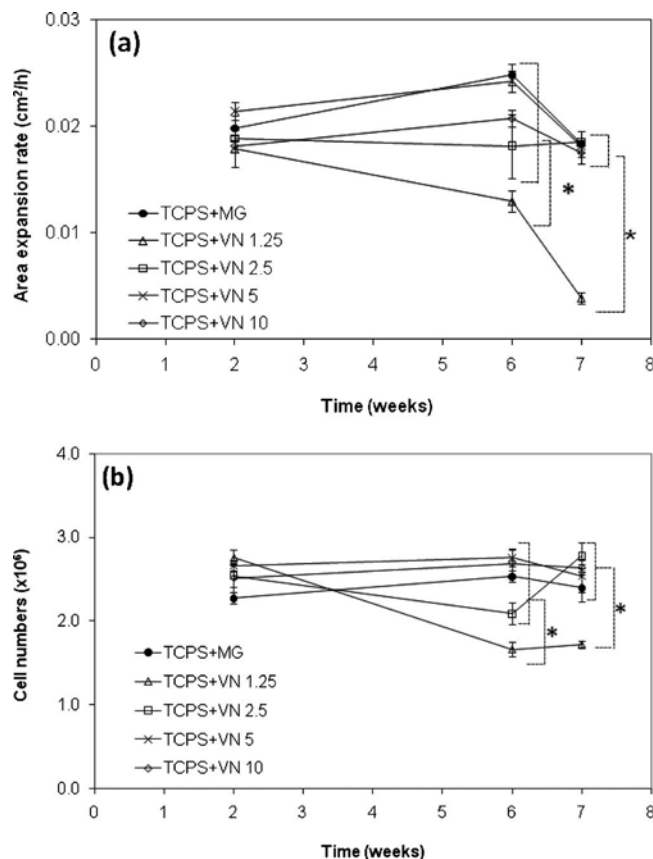 (a)
Area expansion rate (cm²/h)
0.03
0.02
0.01
0.00
TCPS+MG
TCPS+VN 1.25
TCPS+VN 2.5
TCPS+VN 5
TCPS+VN 10
*
*
0 1 2 3 4 5 6 7 8
Time (weeks)
(b)
Cell numbers (x10⁶)
4.0
3.0
2.0
1.0
0.0
TCPS+MG
TCPS+VN 1.25
TCPS+VN 2.5
TCPS+VN 5
TCPS+VN 10
*
*
0 1 2 3 4 5 6 7 8
Time (weeks)